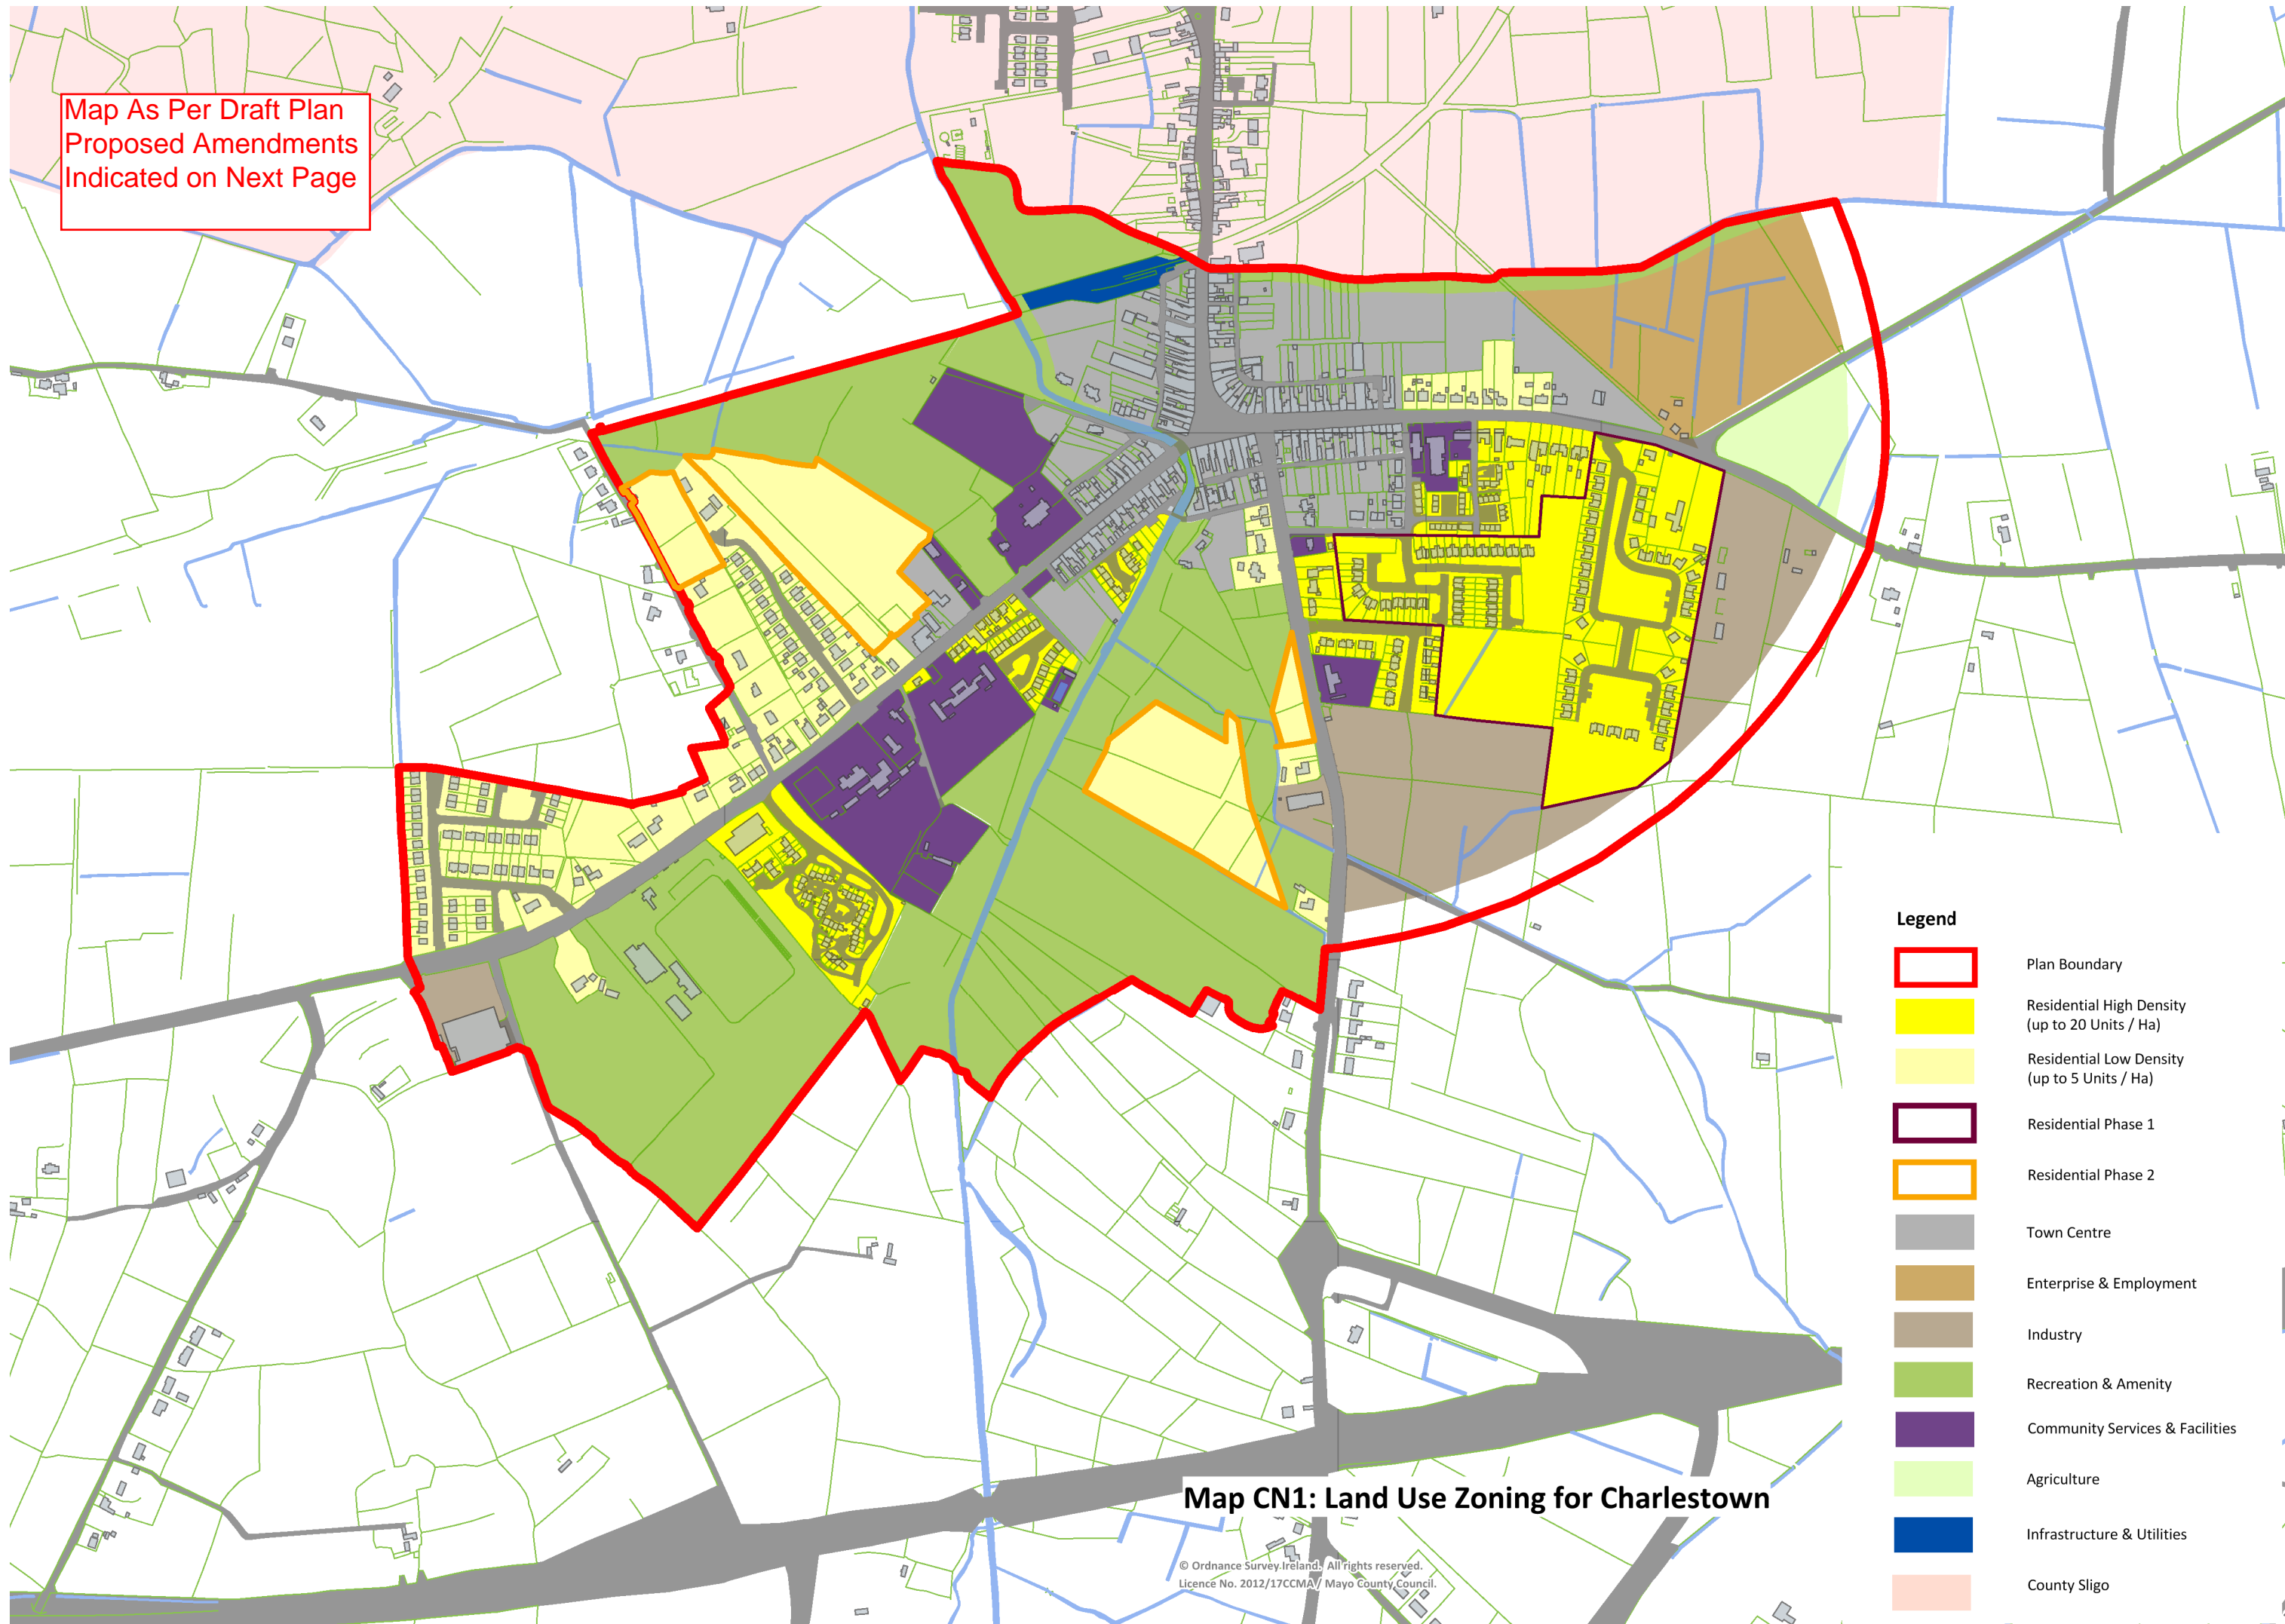 Map As Per Draft Plan
Proposed Amendments
Indicated on Next Page
Legend
Plan Boundary
Residential High Density
(up to 20 Units / Ha)
Residential Low Density
(up to 5 Units / Ha)
Residential Phase 1
Residential Phase 2
Town Centre
Enterprise & Employment
Industry
Recreation & Amenity
Community Services & Facilities
Agriculture
Infrastructure & Utilities
County Sligo
Map CN1: Land Use Zoning for Charlestown
© Ordnance Survey Ireland. All rights reserved.
Licence No. 2012/17CCMA / Mayo County Council.